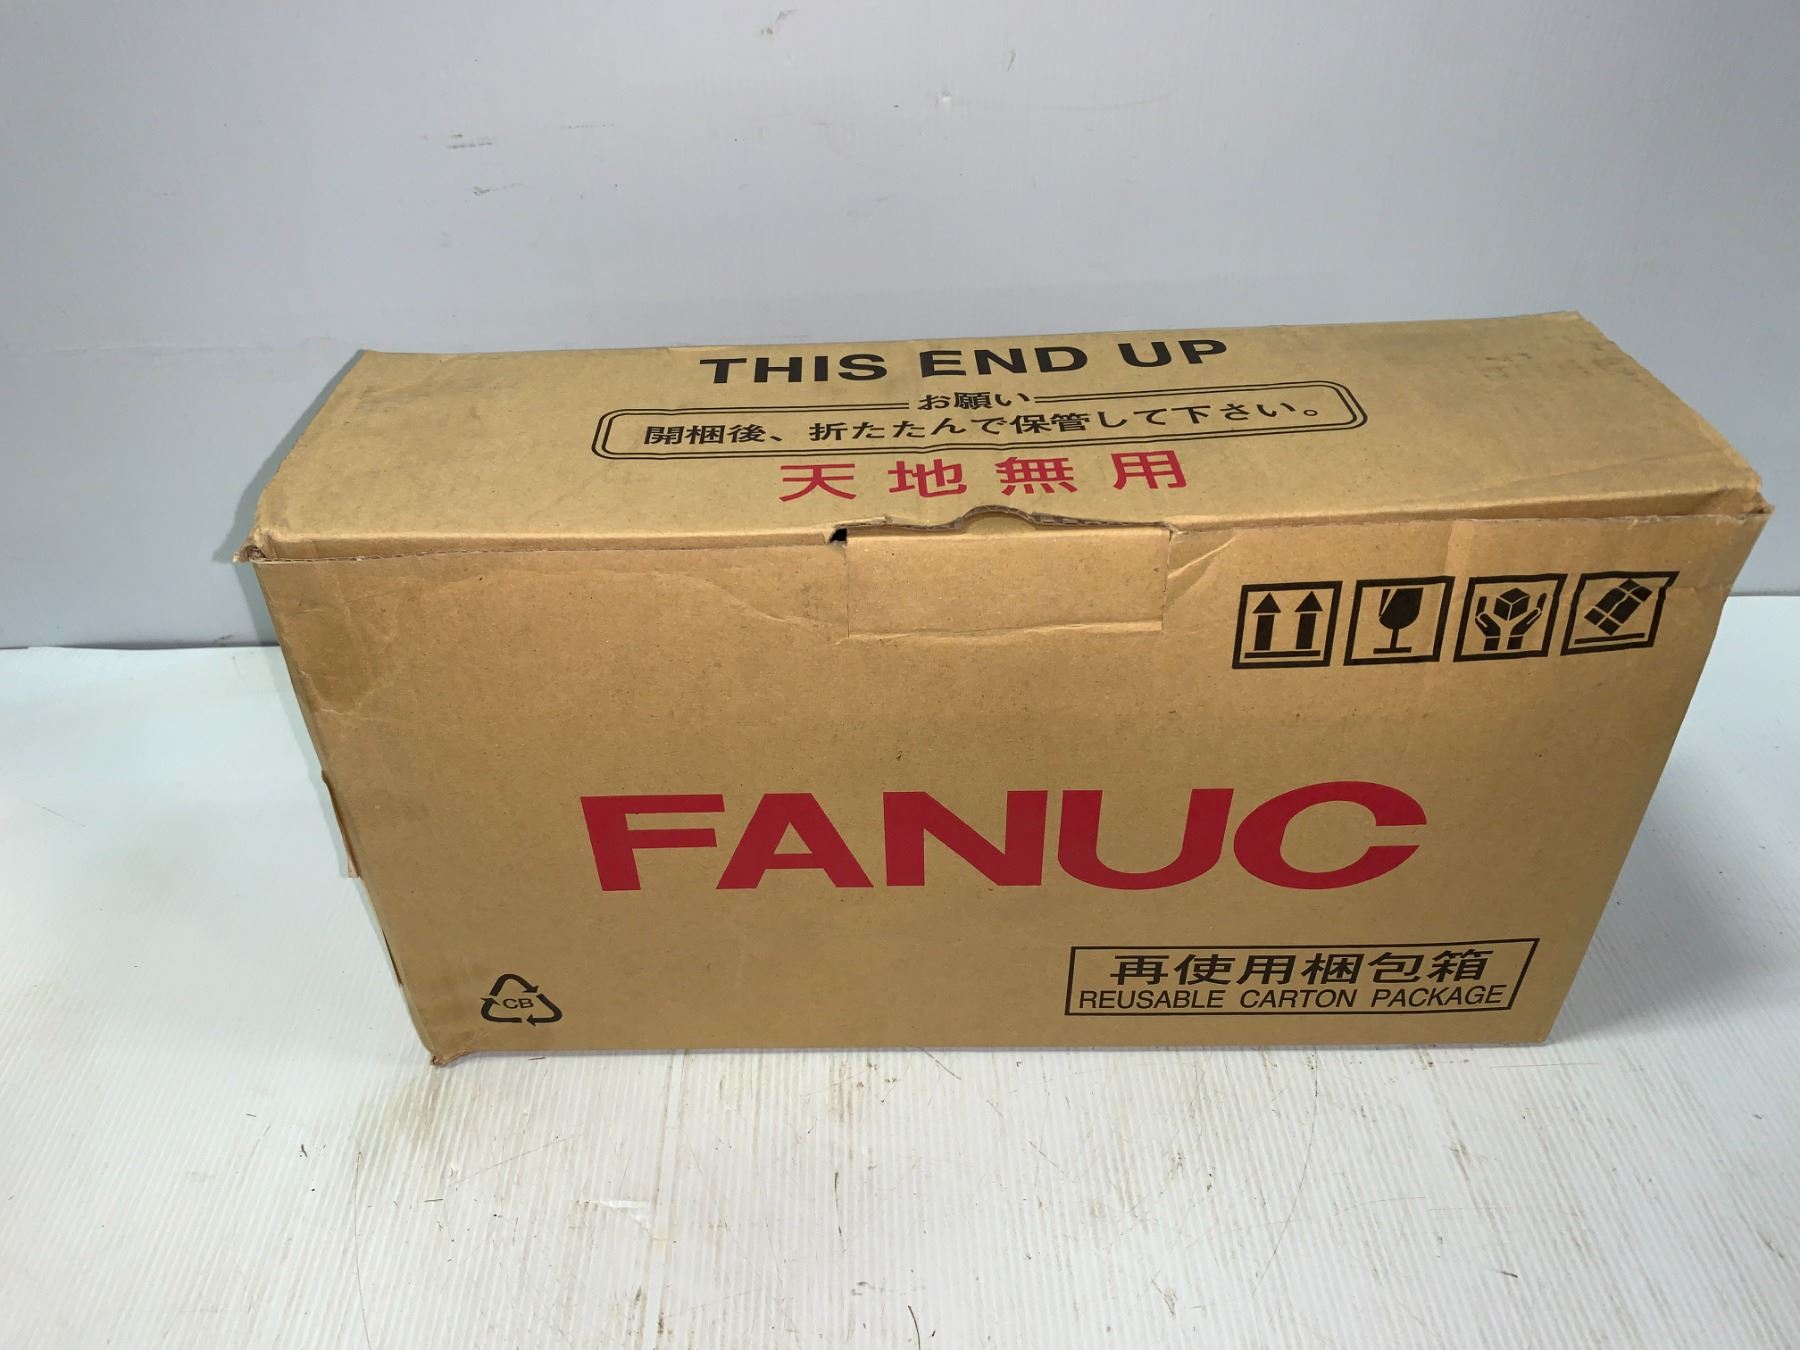 THIS END UP
お願い
開梱後、折たたんで保管して下さい。
天地無用
FANUC
CB
再使用梱包箱
REUSABLE CARTON PACKAGE